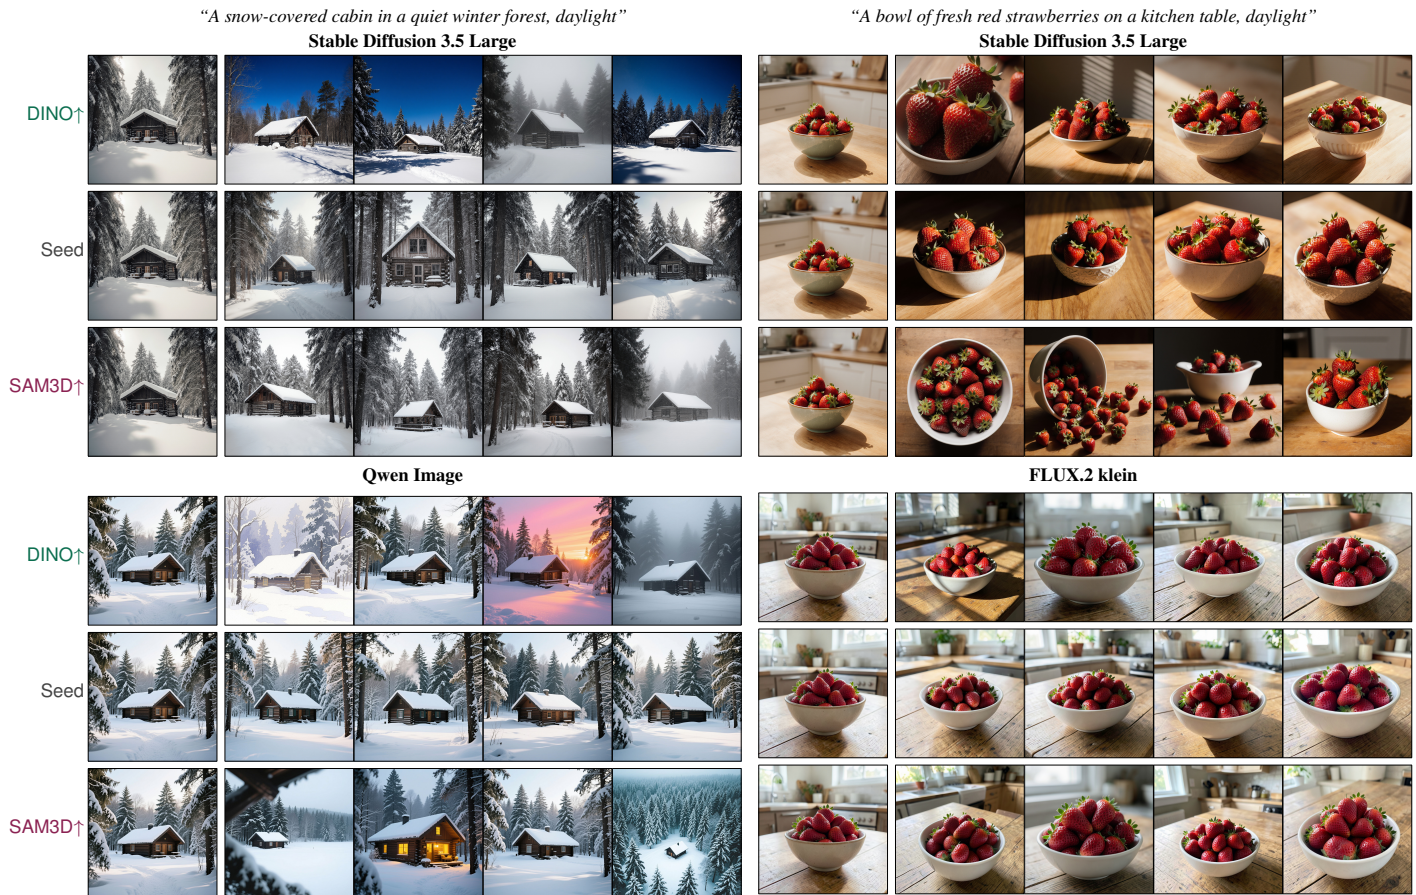 “A snow-covered cabin in a quiet winter forest, daylight”
Stable Diffusion 3.5 Large
DINO↑
Seed
SAM3D↑
“A bowl of fresh red strawberries on a kitchen table, daylight”
Stable Diffusion 3.5 Large
Qwen Image
DINO↑
Seed
SAM3D↑
FLUX.2 klein